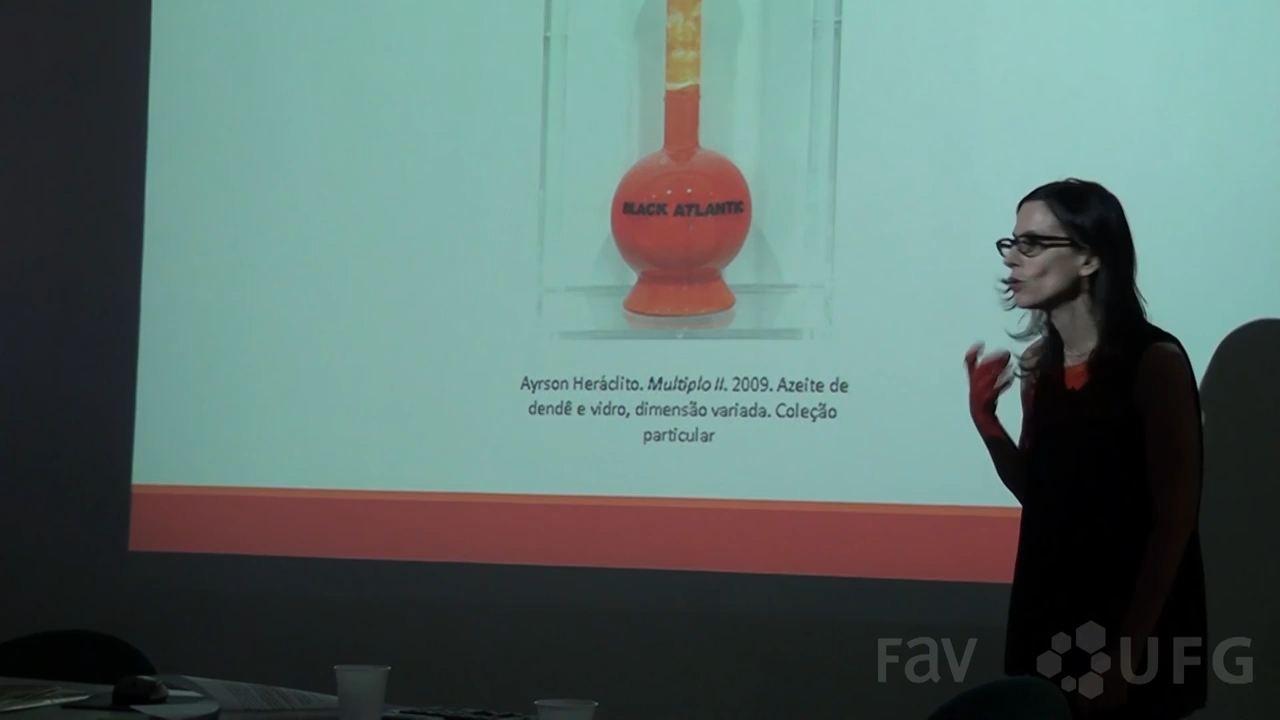 BLACK ATLANTIC
Ayrson Heráclito. Multiplo II. 2009. Azeite de
dendê e vidro, dimensão variada. Coleção
particular
FAV UFG